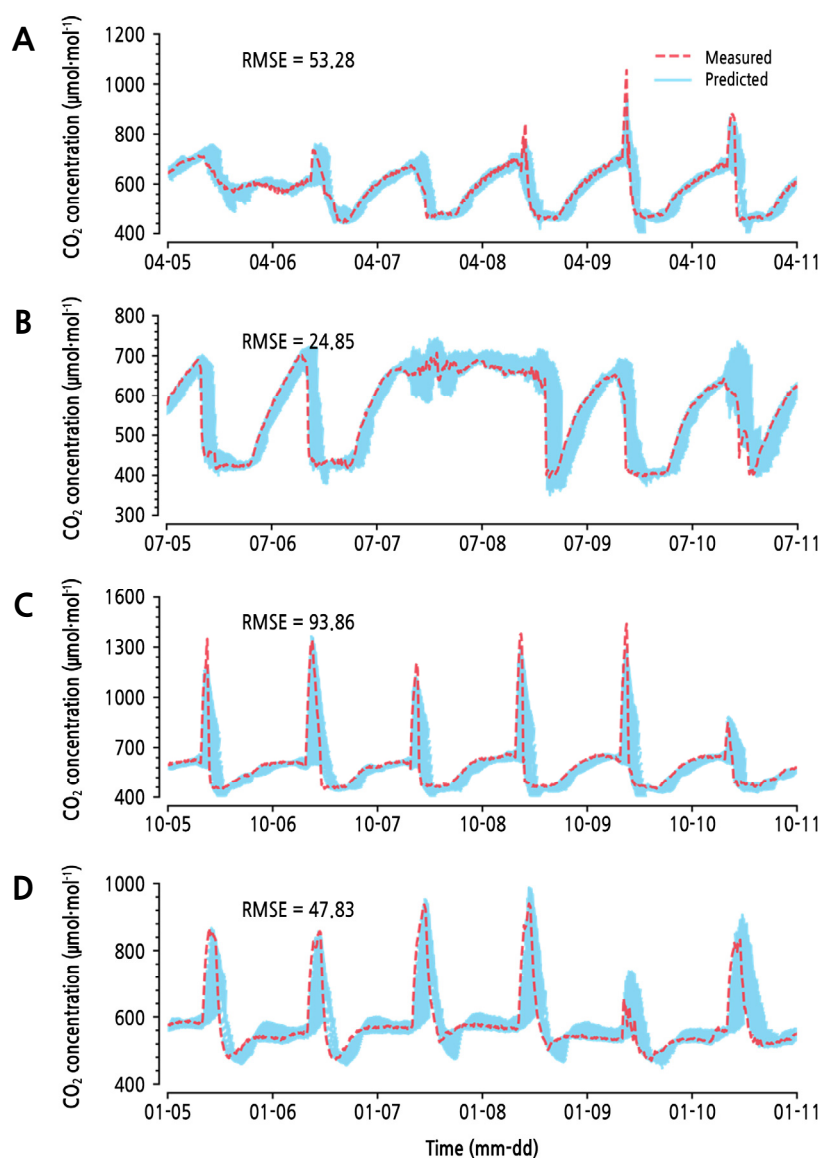 A
CO₂ concentration (μmol·mol⁻¹)
1200
1000
800
600
400
RMSE = 53.28
Measured
Predicted
04-05 04-06 04-07 04-08 04-09 04-10 04-11
B
CO₂ concentration (μmol·mol⁻¹)
800
700
600
500
400
300
RMSE = 24.85
07-05 07-06 07-07 07-08 07-09 07-10 07-11
C
CO₂ concentration (μmol·mol⁻¹)
1600
1300
1000
700
400
RMSE = 93.86
10-05 10-06 10-07 10-08 10-09 10-10 10-11
D
CO₂ concentration (μmol·mol⁻¹)
1000
800
600
400
RMSE = 47.83
01-05 01-06 01-07 01-08 01-09 01-10 01-11
Time (mm-dd)